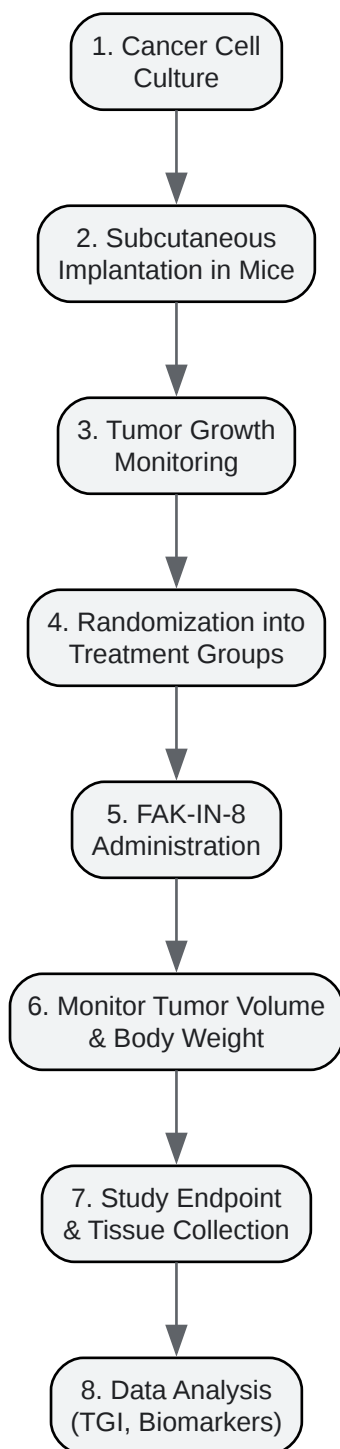 1. Cancer Cell
Culture
2. Subcutaneous
Implantation in Mice
3. Tumor Growth
Monitoring
4. Randomization into
Treatment Groups
5. FAK-IN-8
Administration
6. Monitor Tumor Volume
& Body Weight
7. Study Endpoint
& Tissue Collection
8. Data Analysis
(TGI, Biomarkers)